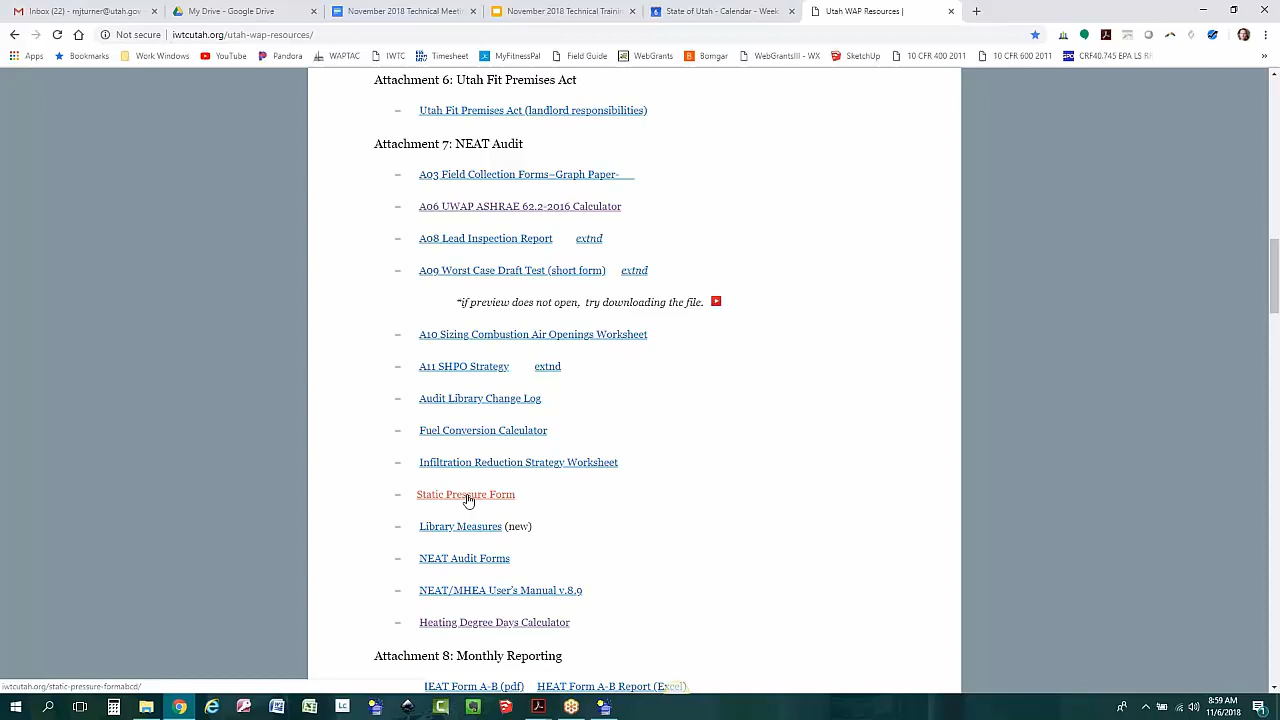 Inbox (22) - mjturner@utah.gov
My Drive - Google Drive
November 2018 Technical Meetin
November 2018 Technical Trainin
State of Utah - Calendar - Week
Utah WAP Resources |
Not secure | iwtcutah.org/utah-wap-resources/
Apps Bookmarks Work Windows YouTube Graphic Pages WAPTAC IWTC Timesheet MyFitnessPal Field Guide WebGrants Bomgar WebGrantsIII - WX SketchUp 10 CFR 400 2011 10 CFR 600 2011 CRF40.745 EPA LS RF
Attachment 6: Utah Fit Premises Act
– Utah Fit Premises Act (landlord responsibilities)
Attachment 7: NEAT Audit
– A03 Field Collection Forms–Graph Paper-
– A06 UWAP ASHRAE 62.2-2016 Calculator
– A08 Lead Inspection Report extnd
– A09 Worst Case Draft Test (short form) extnd
*if preview does not open, try downloading the file.
– A10 Sizing Combustion Air Openings Worksheet
– A11 SHPO Strategy extnd
– Audit Library Change Log
– Fuel Conversion Calculator
– Infiltration Reduction Strategy Worksheet
– Static Pressure Form
– Library Measures (new)
– NEAT Audit Forms
– NEAT/MHEA User's Manual v.8.9
– Heating Degree Days Calculator
Attachment 8: Monthly Reporting
HEAT Form A-B (pdf) HEAT Form A-B Report (Excel)
iwtcutah.org/static-pressure-formabcd/
LC
8:59 AM
11/6/2018